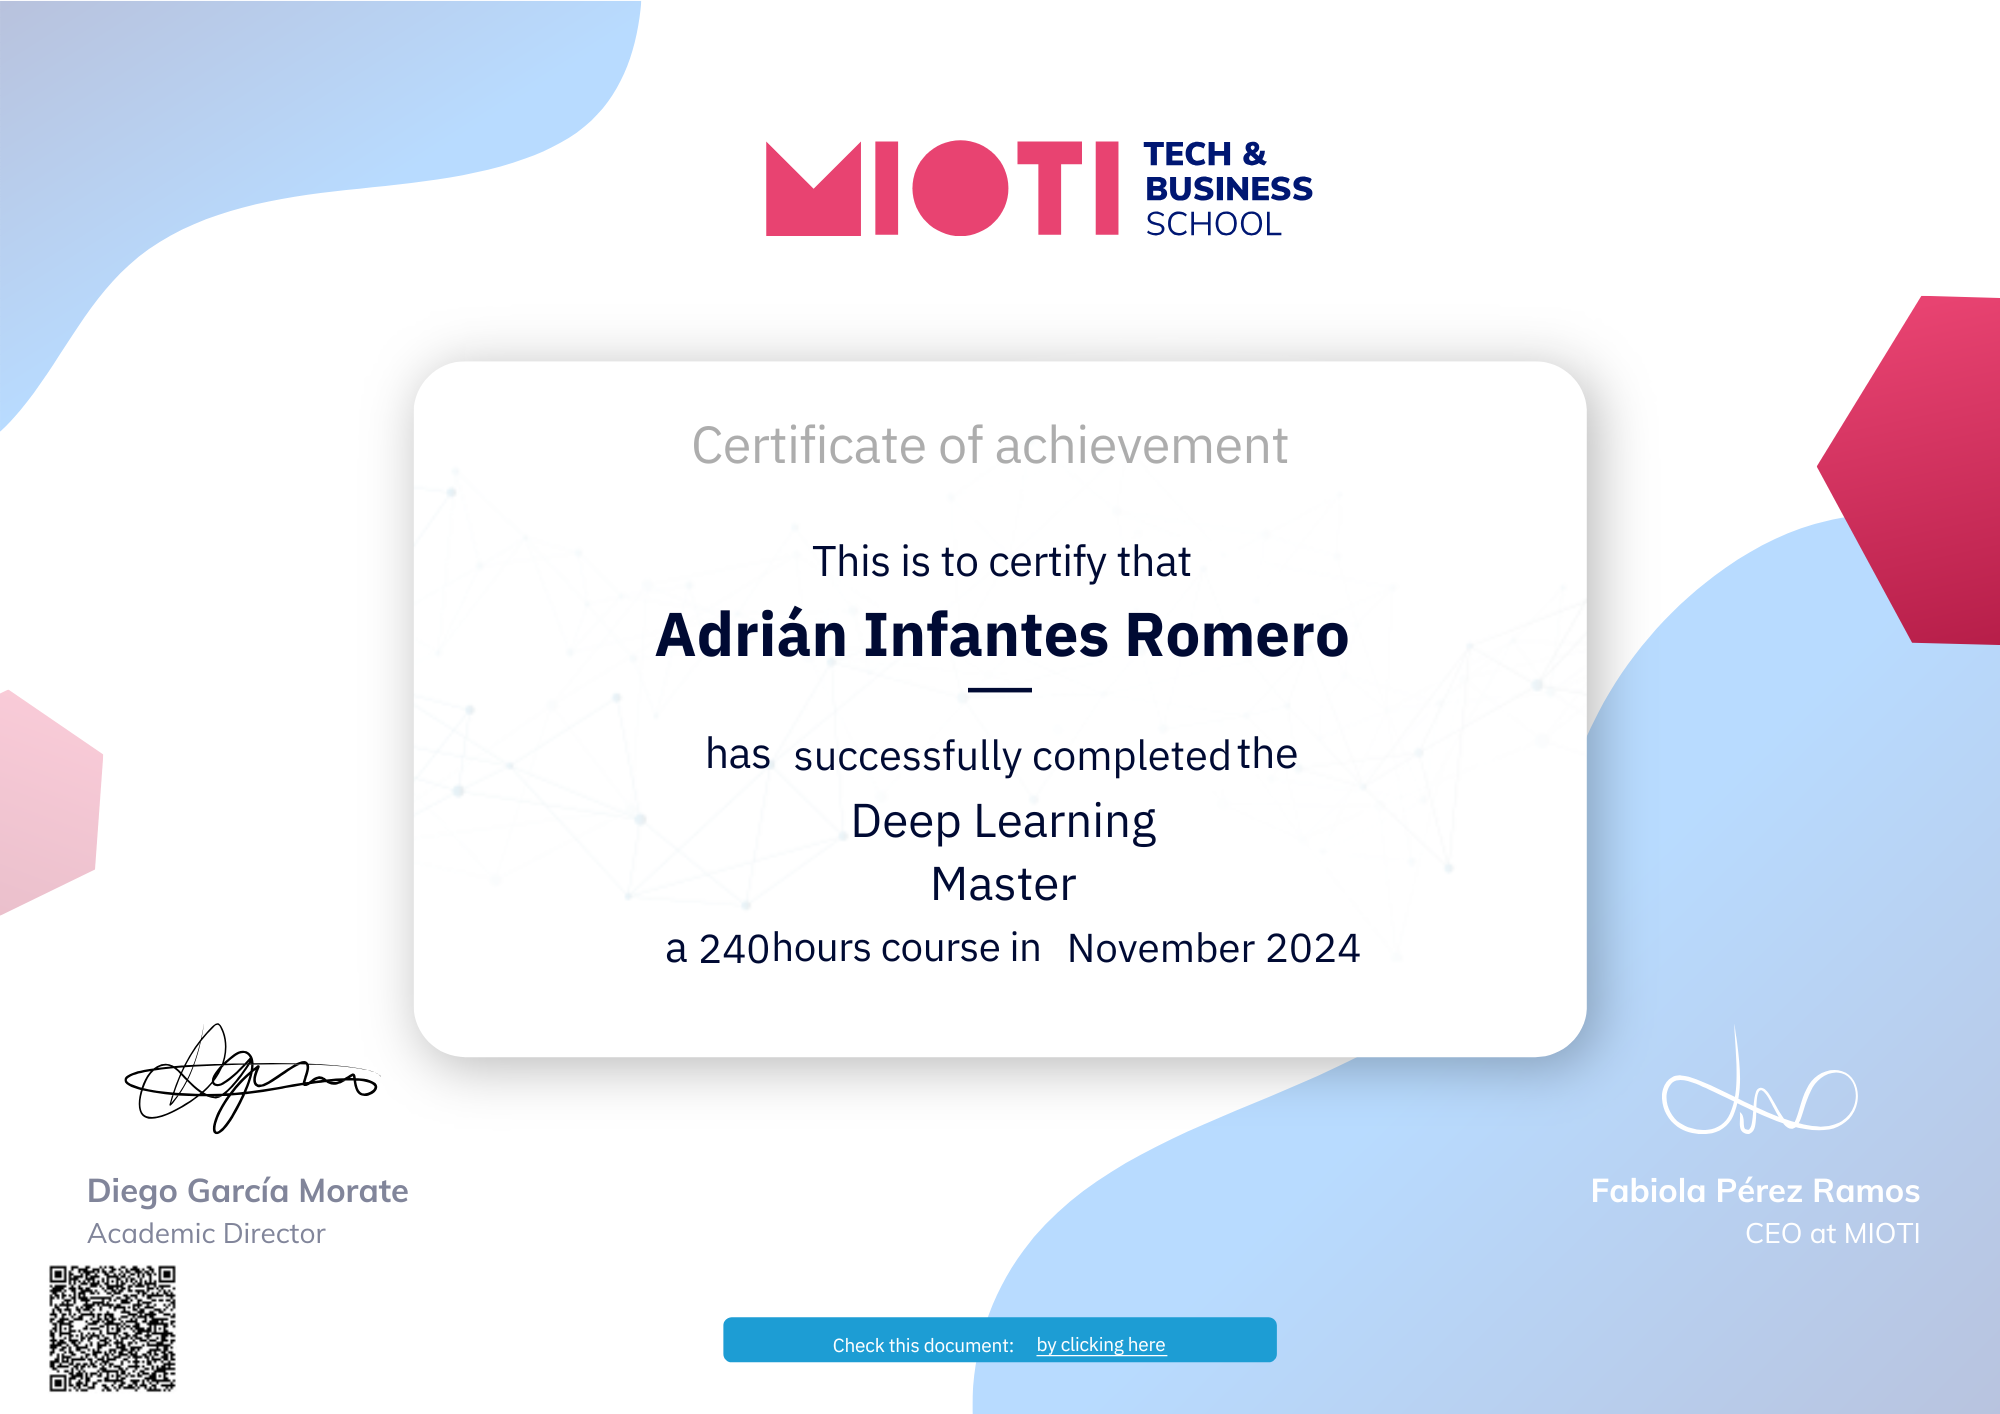 MIOTI TECH &
BUSINESS
SCHOOL
Certificate of achievement
This is to certify that
Adrián Infantes Romero
has successfully completed the
Deep Learning
Master
a 240hours course in November 2024
Diego García Morate
Academic Director
Fabiola Pérez Ramos
CEO at MIOTI
Check this document: by clicking here